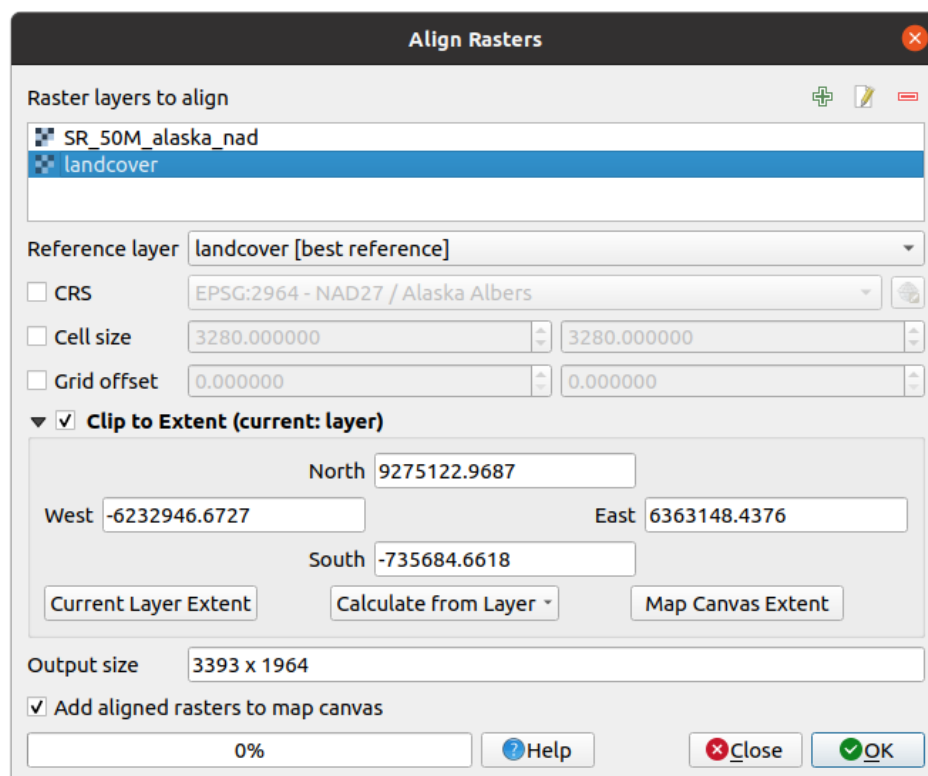 Align Rasters
Raster layers to align
SR_50M_alaska_nad
landcover
Reference layer landcover [best reference]
CRS EPSG:2964 - NAD27 / Alaska Albers
Cell size 3280.000000 3280.000000
Grid offset 0.000000 0.000000
Clip to Extent (current: layer)
North 9275122.9687
West -6232946.6727 East 6363148.4376
South -735684.6618
Current Layer Extent Calculate from Layer Map Canvas Extent
Output size 3393 x 1964
Add aligned rasters to map canvas
0% Help Close OK